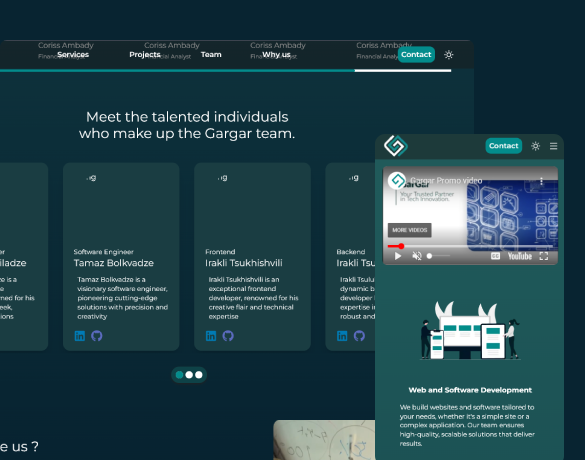 Coriss Ambady
Coriss Ambady
Coriss Ambady
Coriss Ambady
Services
Projects
Team
Why us
Contact
Financial Analyst
Financial Analyst
Meet the talented individuals
who make up the Gargar team.
Software Engineer
Tamaz Bolkvadze
Tamaz Bolkvadze is a
visionary software engineer,
pioneering cutting-edge
solutions with precision and
creativity
Frontend
Irakli Tsukhishvili
Irakli Tsukhishvili is an
exceptional frontend
developer, renowned for his
creative flair and technical
expertise
Backend
Irakli Tsu
Irakli Tsulu
dynamic b
developer
expertise i
robust and
iladze
ze is a
ned for his
eek,
ions
e us ?
Contact
Gargar Promo video
Gargar
Your Trusted Partner
in Tech Innovation.
MORE VIDEOS
CC
YouTube
Web and Software Development
We build websites and software tailored to
your needs, whether it's a simple site or a
complex application. Our team ensures
high-quality, scalable solutions that deliver
results.